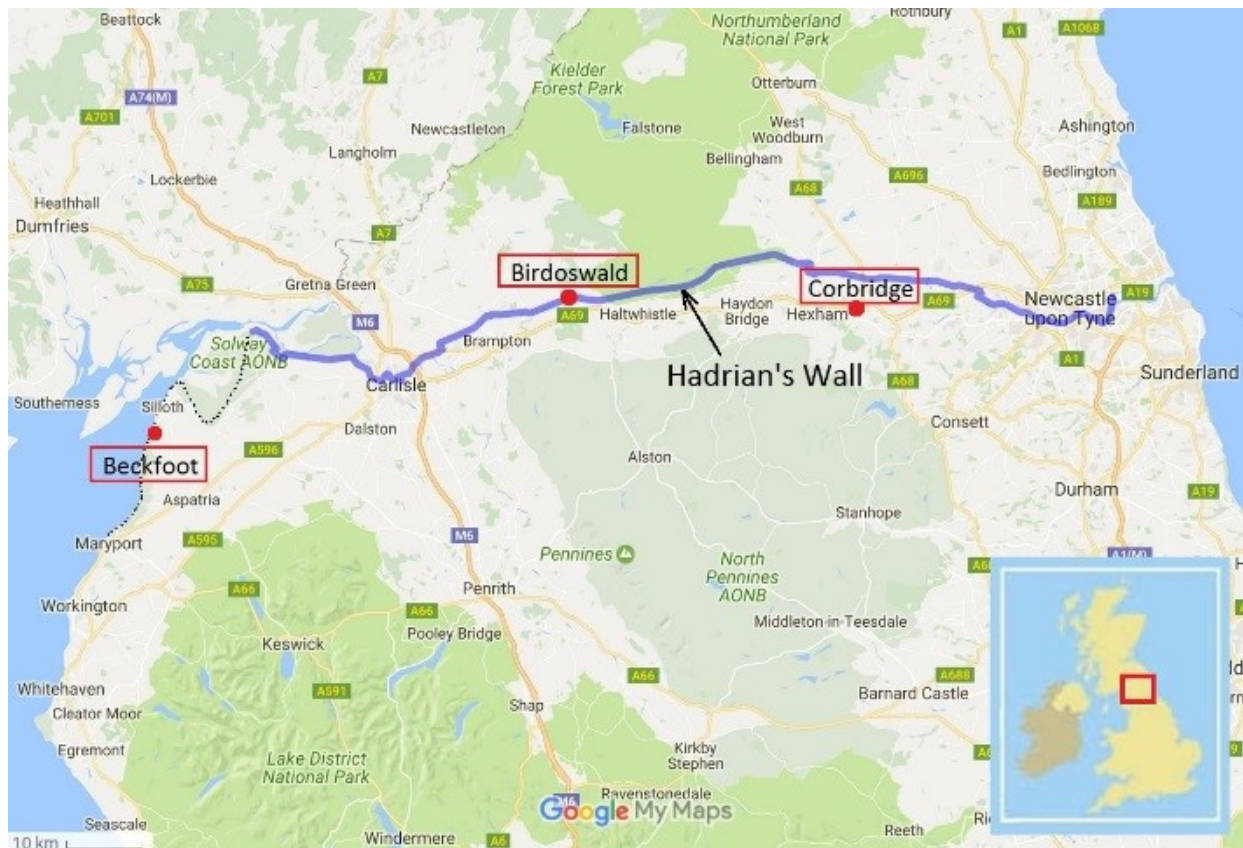 Beattock
Northumberland
National Park
Rothbury
A1
A1068
A7
Kielder
Forest Park
Otterburn
A74(M)
A701
Newcastleton
Falstone
West
Woodburn
Ashington
Langholm
Bellingham
Bedlington
Lockerbie
A68
A696
A189
Heathhall
Dumfries
A7
A75
Gretna Green
Birdoswald
Corbridge
M6
A69
Haltwhistle
Haydon
Bridge
Hexham
A69
Newcastle
upon Tyne
A19
Solway
Coast AONB
Brampton
Hadrian's Wall
A1
Carlisle
A68
Sunderland
Southerness
Silloth
Dalston
Consett
A596
Beckfoot
Alston
Aspatria
Durham
A19
Stanhope
Maryport
A595
M6
Pennines
North
Pennines
AONB
A1(M)
Workington
A66
Penrith
A66
Pooley Bridge
Middleton-in-Teesdale
Keswick
A66
A688
Whitehaven
A591
Barnard Castle
Cleator Moor
Shap
Egremont
Kirkby
Stephen
Lake District
National Park
Ravenstonedale
M6
Google My Maps
Seascale
Windermere
A6
Reeth
10 km